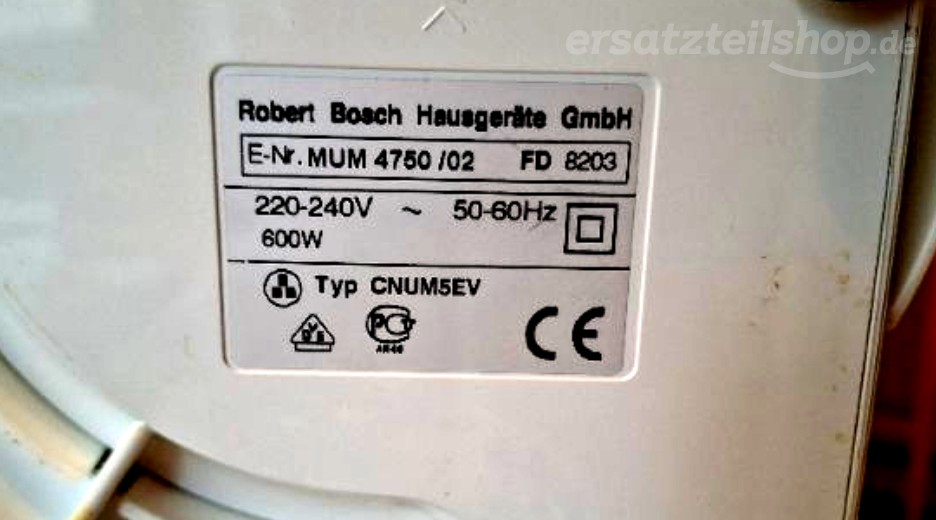 ersatzteilshop.de
Robert Bosch Hausgeräte GmbH
E-Nr. MUM 4750 /02 FD 8203
220-240V ~ 50-60Hz
600W
Typ CNUM5EV